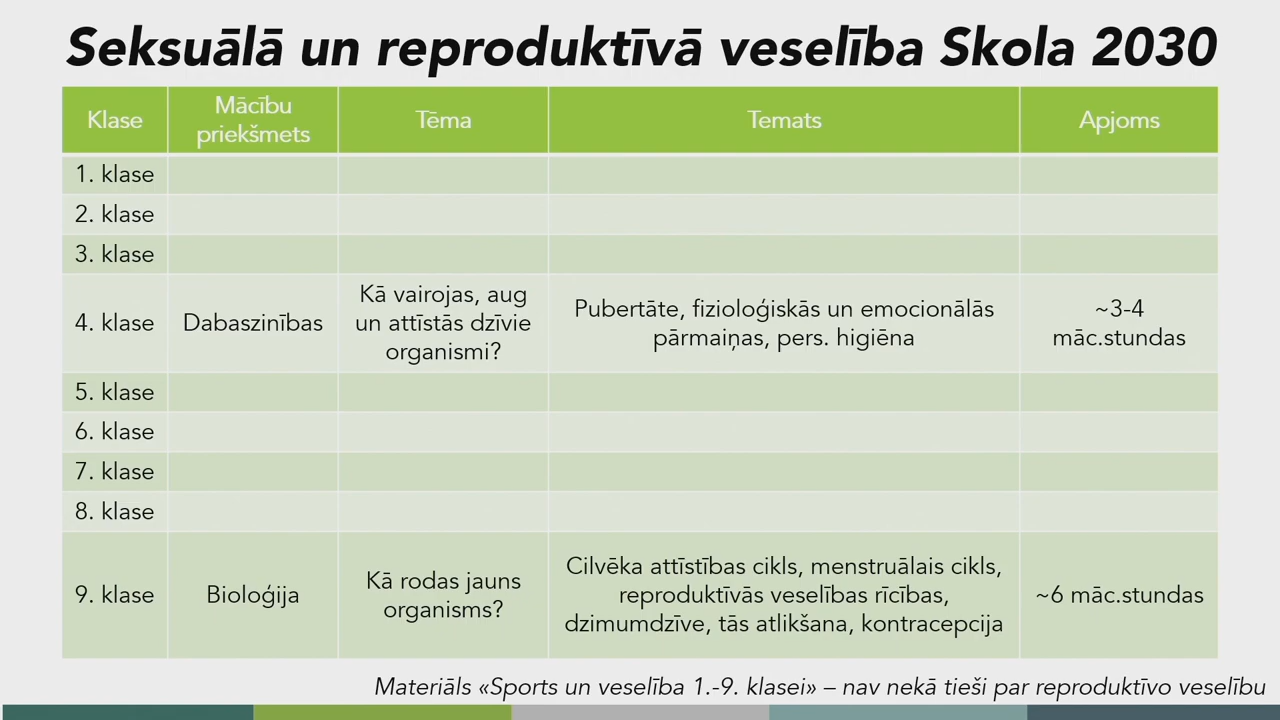 Seksuālā un reproduktīvā veselība Skola 2030
Klase
Mācību
priekšmets
Tēma
Temats
Apjoms
1. klase
2. klase
3. klase
4. klase
Dabaszinības
Kā vairojas, aug
un attīstās dzīvie
organismi?
Pubertāte, fizioloģiskās un emocionālās
pārmaiņas, pers. higiēna
~3-4
māc.stundas
5. klase
6. klase
7. klase
8. klase
9. klase
Bioloģija
Kā rodas jauns
organisms?
Cilvēka attīstības cikls, menstruālais cikls,
reproduktīvās veselības rīcības,
dzimumdzīve, tās atlikšana, kontracepcija
~6 māc.stundas
Materiāls «Sports un veselība 1.-9. klasei» – nav nekā tieši par reproduktīvo veselību